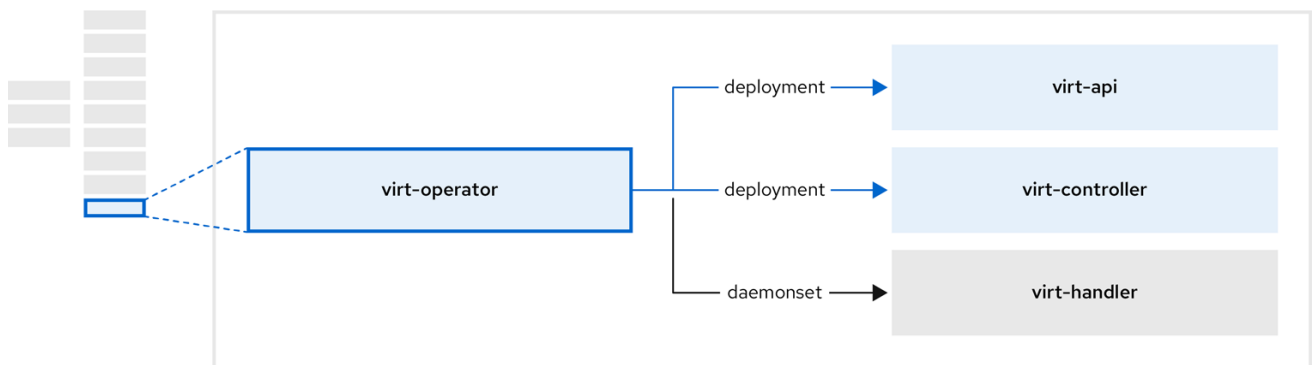 deployment
virt-api
virt-operator
deployment
virt-controller
daemonset
virt-handler